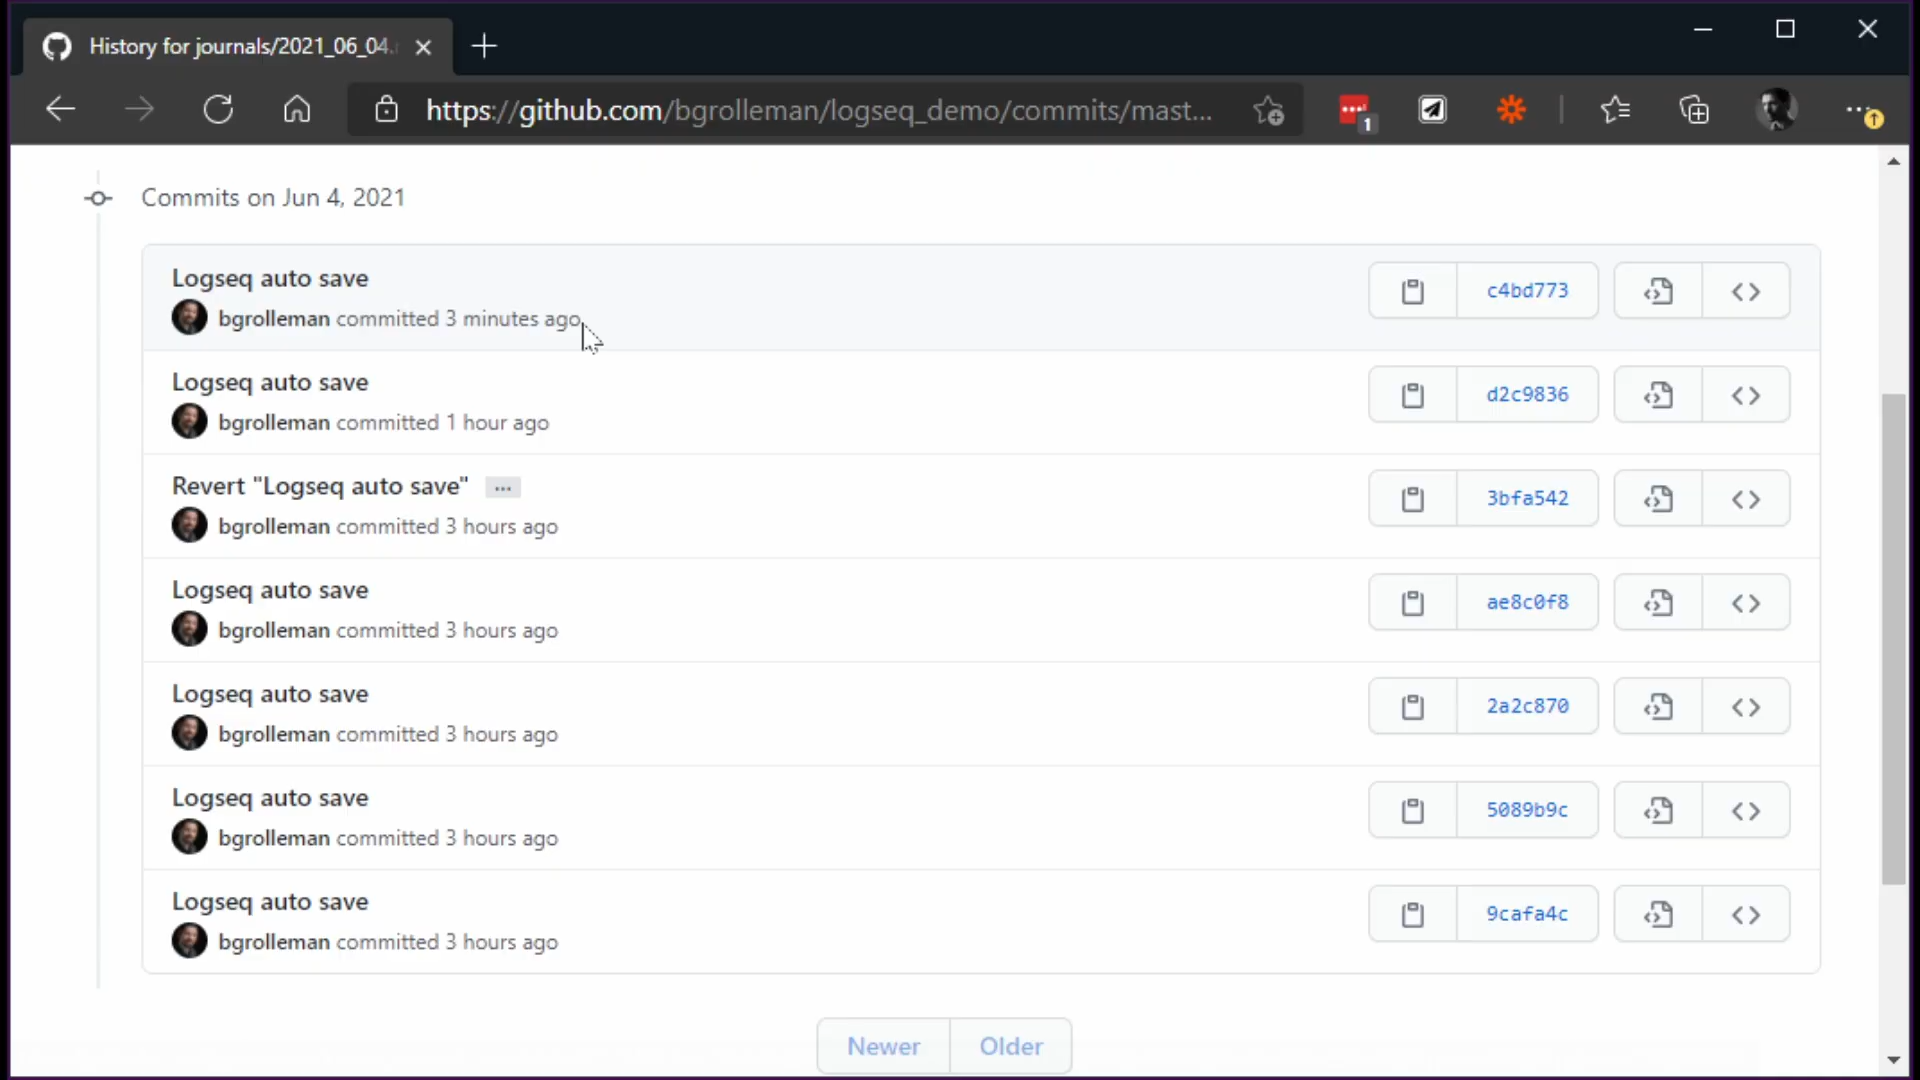 History for journals/2021_06_04.
https://github.com/bgrolleman/logseq_demo/commits/mast...
1
Commits on Jun 4, 2021
Logseq auto save
bgrolleman committed 3 minutes ago
c4bd773
Logseq auto save
bgrolleman committed 1 hour ago
d2c9836
Revert "Logseq auto save" ...
bgrolleman committed 3 hours ago
3bfa542
Logseq auto save
bgrolleman committed 3 hours ago
ae8c0f8
Logseq auto save
bgrolleman committed 3 hours ago
2a2c870
Logseq auto save
bgrolleman committed 3 hours ago
5089b9c
Logseq auto save
bgrolleman committed 3 hours ago
9cafa4c
Newer Older